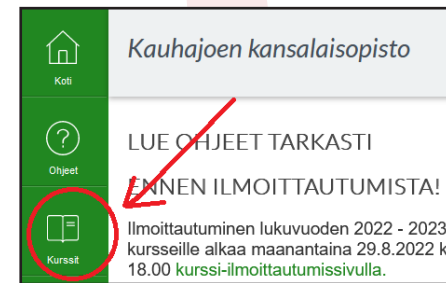 Kauhajoen kansalaisopisto
Koti
Ohjeet
Kurssit
LUE OHJEET TARKASTI
ENNEN ILMOITTAUTUMISTA!
Ilmoittautuminen lukuvuoden 2022 - 2023
kursseille alkaa maanantaina 29.8.2022 k
18.00 kurssi-ilmoittautumissivulla.